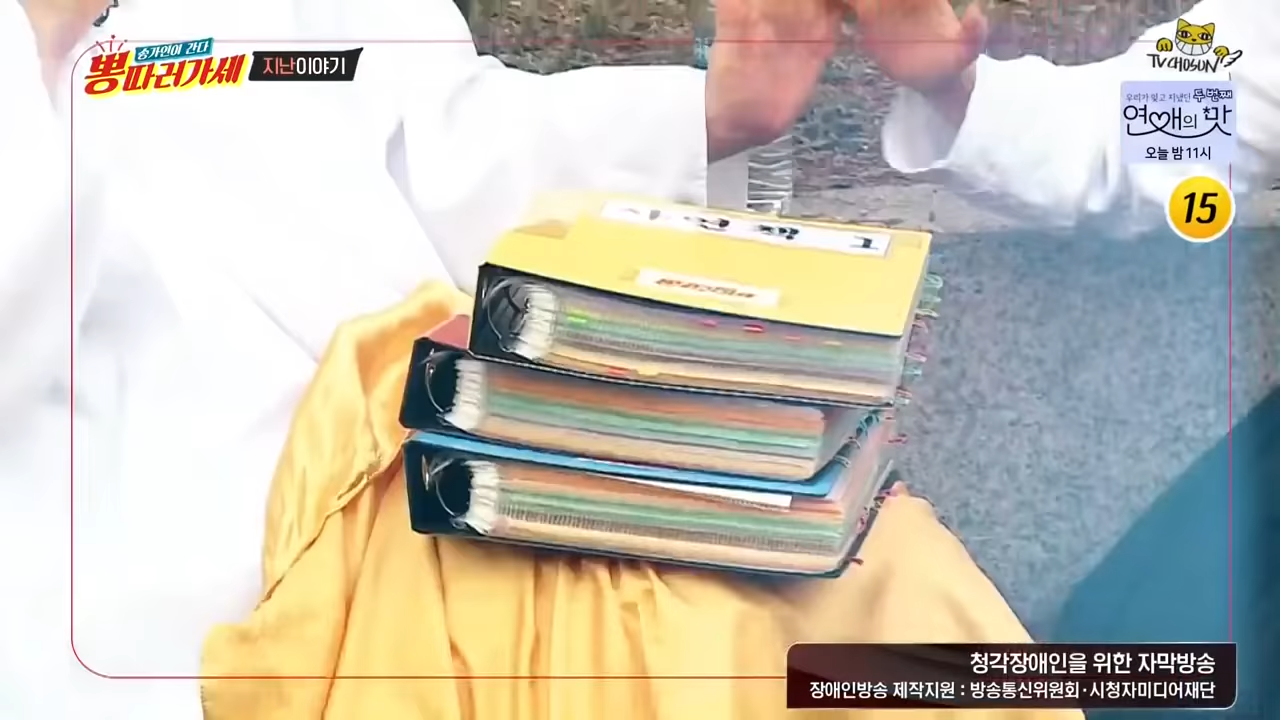 송가인이 간다
뽕따러가세
지난이야기
TV CHOSUN
우리가 잊고 지냈던 두 번째
연애의 맛
오늘 밤 11시
15
청각장애인을 위한 자막방송
장애인방송 제작지원 : 방송통신위원회·시청자미디어재단